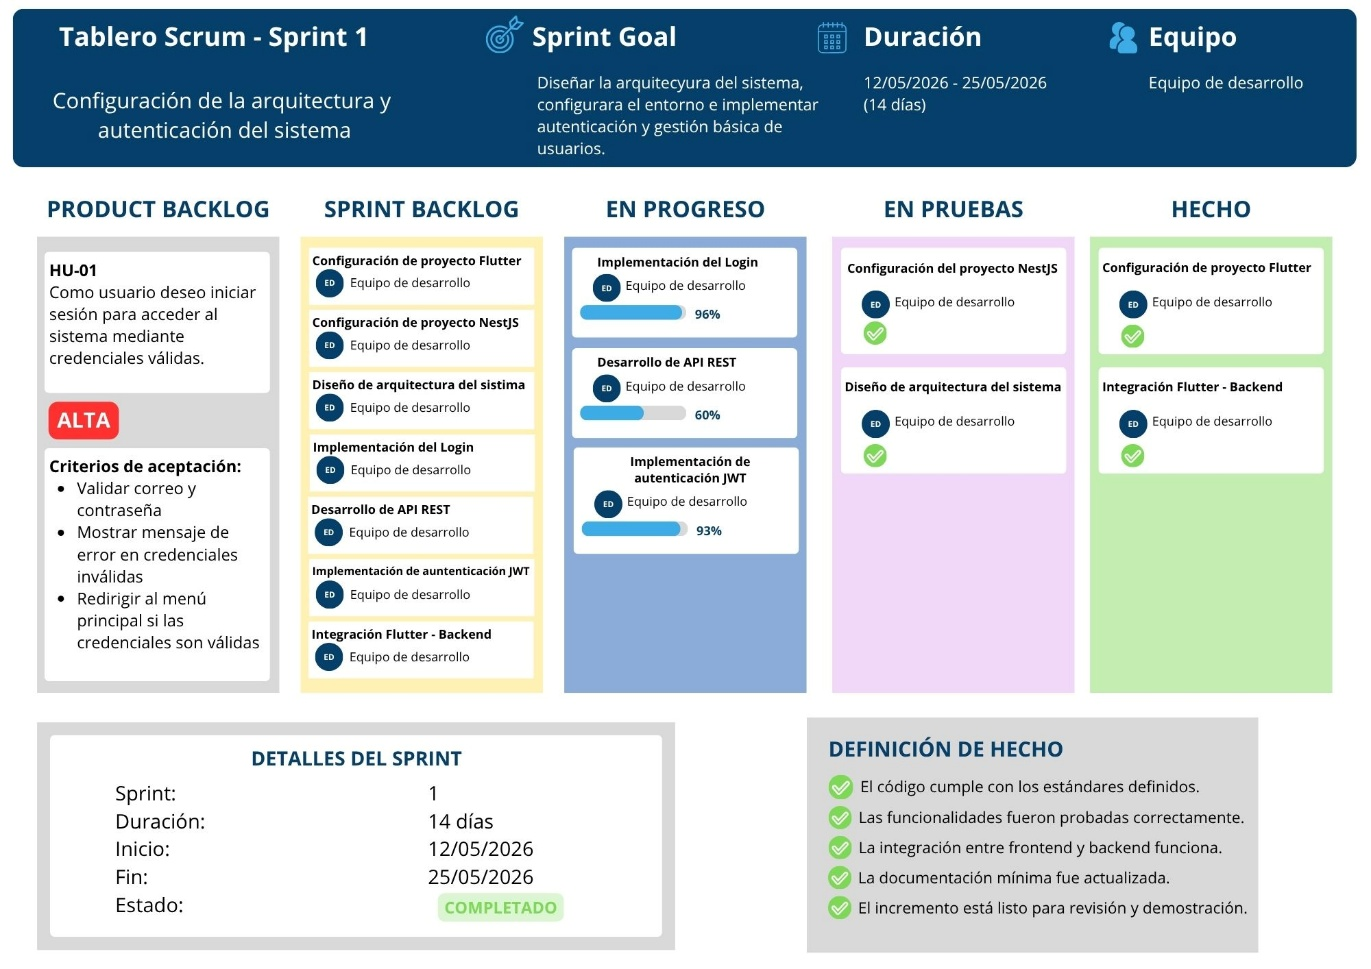 Tablero Scrum - Sprint 1
Configuración de la arquitectura y
autenticación del sistema
Sprint Goal
Diseñar la arquitecyura del sistema,
configurara el entorno e implementar
autenticación y gestión básica de
usuarios.
Duración
12/05/2026 - 25/05/2026
(14 días)
Equipo
Equipo de desarrollo
PRODUCT BACKLOG
HU-01
Como usuario deseo iniciar
sesión para acceder al
sistema mediante
credenciales válidas.
ALTA
Criterios de aceptación:
• Validar correo y
contraseña
• Mostrar mensaje de
error en credenciales
inválidas
• Redirigir al menú
principal si las
credenciales son válidas
SPRINT BACKLOG
Configuración de proyecto Flutter
ED Equipo de desarrollo
Configuración de proyecto NestJS
ED Equipo de desarrollo
Diseño de arquitectura del sistima
ED Equipo de desarrollo
Implementación del Login
ED Equipo de desarrollo
Desarrollo de API REST
ED Equipo de desarrollo
Implementación de auntenticación JWT
ED Equipo de desarrollo
Integración Flutter - Backend
ED Equipo de desarrollo
EN PROGRESO
Implementación del Login
ED Equipo de desarrollo
96%
Desarrollo de API REST
ED Equipo de desarrollo
60%
Implementación de
autenticación JWT
ED Equipo de desarrollo
93%
EN PRUEBAS
Configuración del proyecto NestJS
ED Equipo de desarrollo
Diseño de arquitectura del sistema
ED Equipo de desarrollo
HECHO
Configuración de proyecto Flutter
ED Equipo de desarrollo
Integración Flutter - Backend
ED Equipo de desarrollo
DETALLES DEL SPRINT
Sprint: 1
Duración: 14 días
Inicio: 12/05/2026
Fin: 25/05/2026
Estado: COMPLETADO
DEFINICIÓN DE HECHO
El código cumple con los estándares definidos.
Las funcionalidades fueron probadas correctamente.
La integración entre frontend y backend funciona.
La documentación mínima fue actualizada.
El incremento está listo para revisión y demostración.